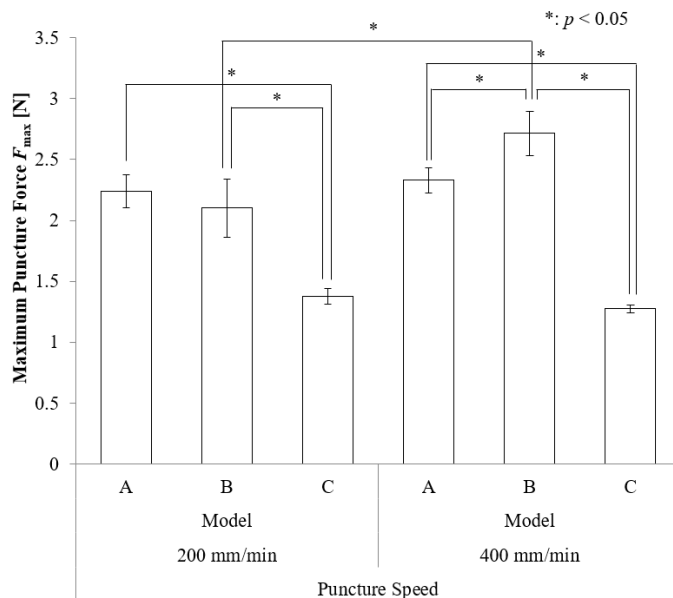 *: p < 0.05
*
*
*
*
*
*
Maximum Puncture Force Fmax [N]
3.5
3
2.5
2
1.5
1
0.5
0
A B C A B C
Model Model
200 mm/min 400 mm/min
Puncture Speed